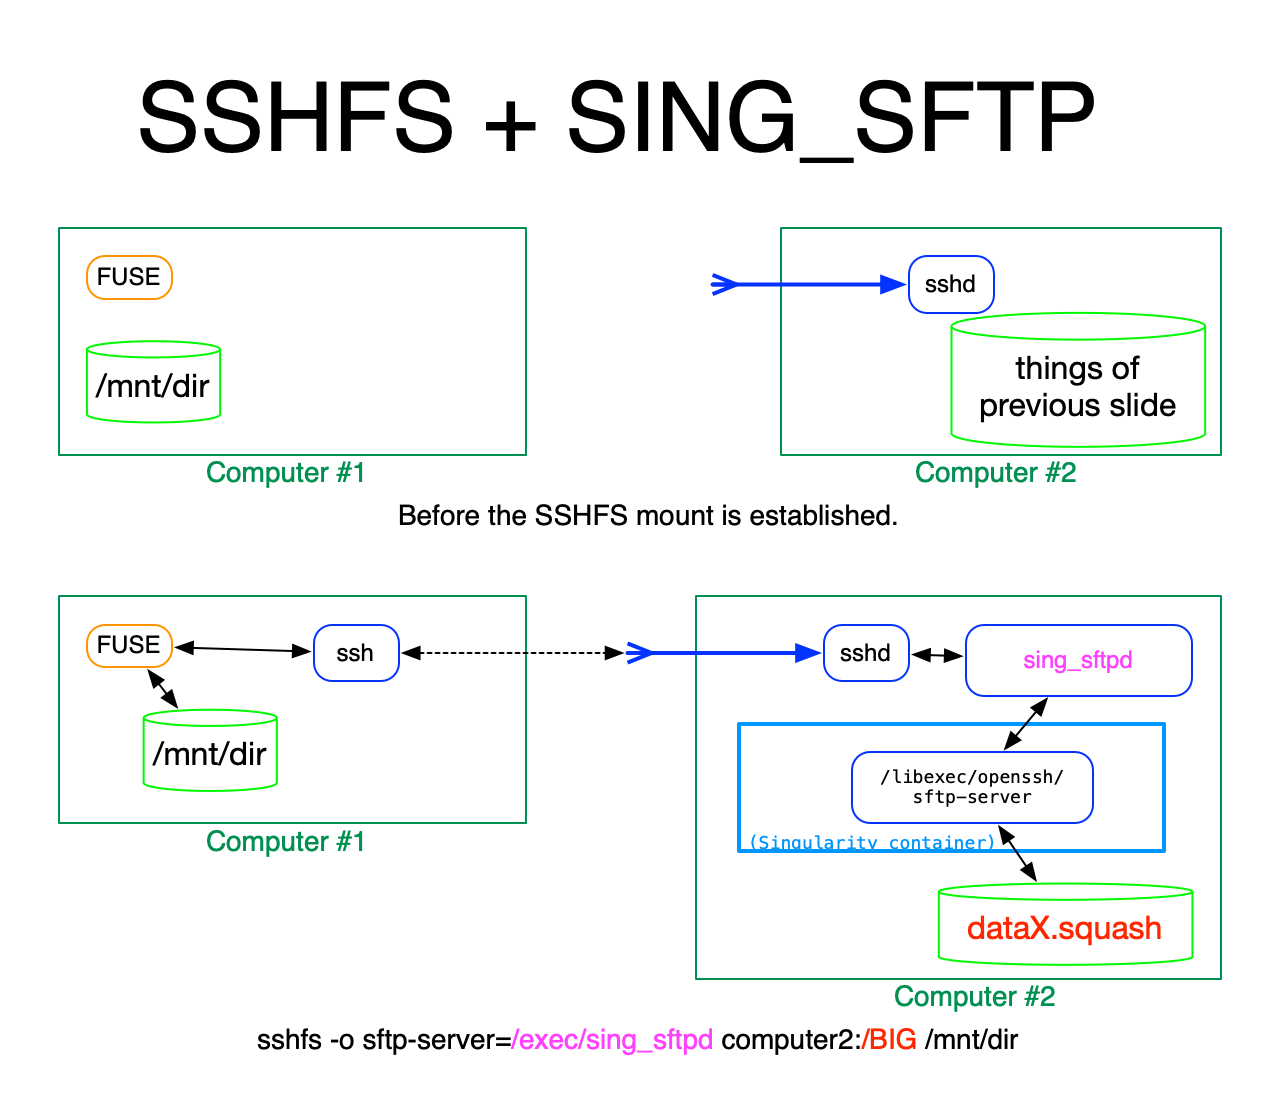 SSHFS + SING_SFTP
FUSE
/mnt/dir
Computer #1
sshd
things of
previous slide
Computer #2
Before the SSHFS mount is established.
FUSE
ssh
/mnt/dir
Computer #1
sshd
sing_sftpd
/libexec/openssh/
sftp-server
(Singularity container)
dataX.squash
Computer #2
sshfs -o sftp-server=/exec/sing_sftpd computer2:/BIG /mnt/dir